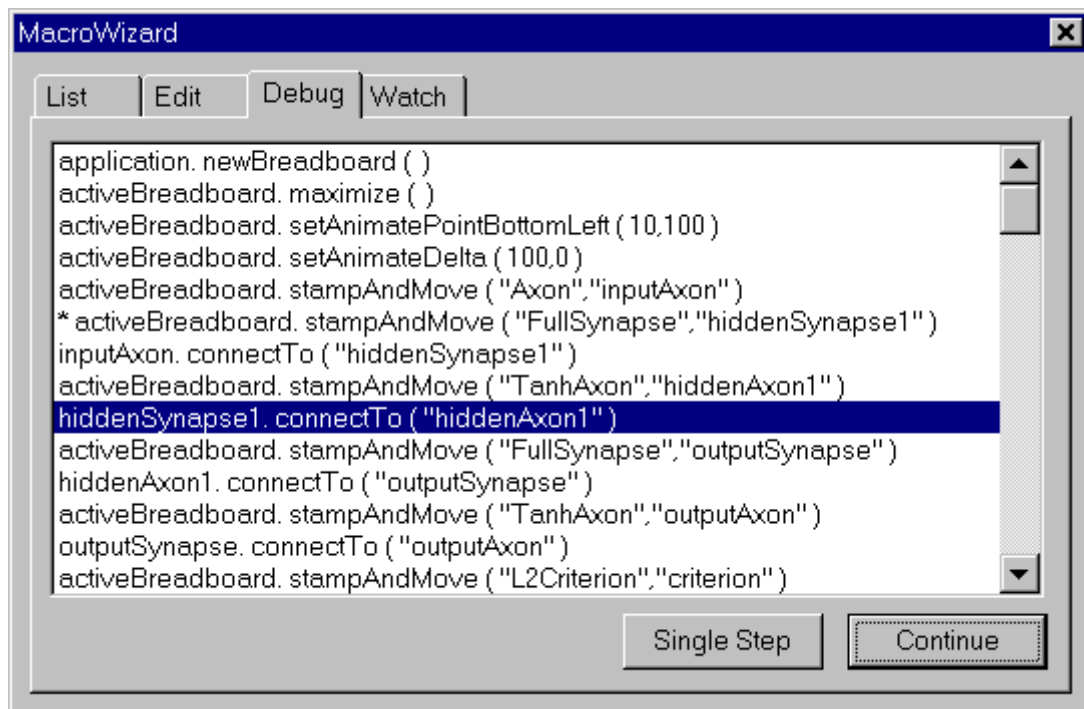 MacroWizard
List Edit Debug Watch
application. newBreadboard ( )
activeBreadboard. maximize ( )
activeBreadboard. setAnimatePointBottomLeft ( 10,100 )
activeBreadboard. setAnimateDelta ( 100,0 )
activeBreadboard. stampAndMove ( "Axon","inputAxon" )
* activeBreadboard. stampAndMove ( "FullSynapse","hiddenSynapse1" )
inputAxon. connectTo ( "hiddenSynapse1" )
activeBreadboard. stampAndMove ( "TanhAxon","hiddenAxon1" )
hiddenSynapse1. connectTo ( "hiddenAxon1" )
activeBreadboard. stampAndMove ( "FullSynapse","outputSynapse" )
hiddenAxon1. connectTo ( "outputSynapse" )
activeBreadboard. stampAndMove ( "TanhAxon","outputAxon" )
outputSynapse. connectTo ( "outputAxon" )
activeBreadboard. stampAndMove ( "L2Criterion","criterion" )
Single Step Continue